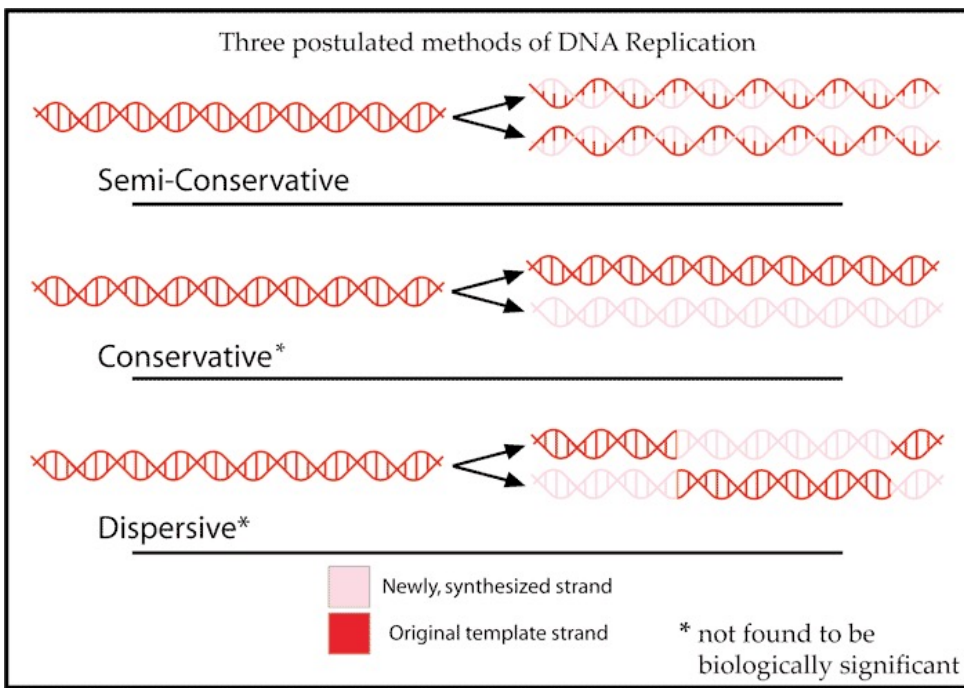 Three postulated methods of DNA Replication
Semi-Conservative
Conservative*
Dispersive*
Newly, synthesized strand
Original template strand
* not found to be
biologically significant